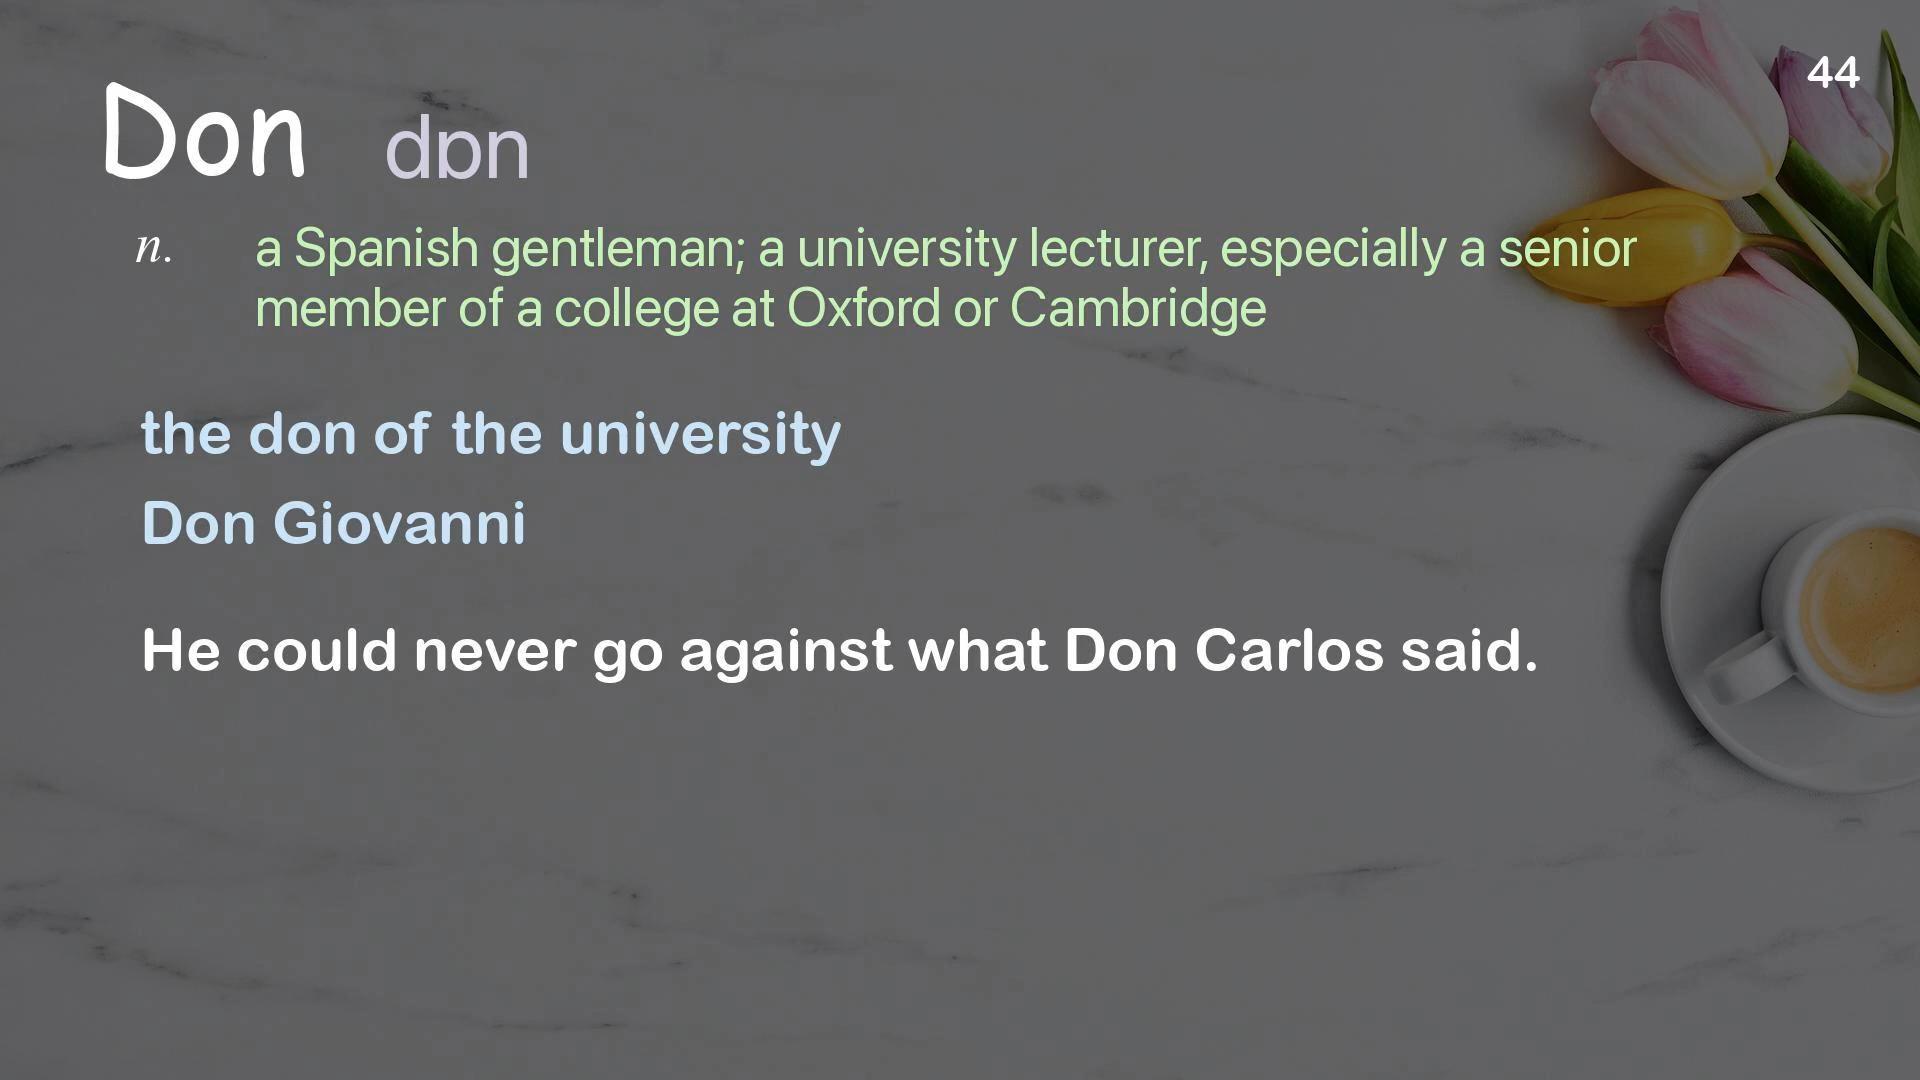 44
Don dɒn
n. a Spanish gentleman; a university lecturer, especially a senior
member of a college at Oxford or Cambridge
the don of the university
Don Giovanni
He could never go against what Don Carlos said.